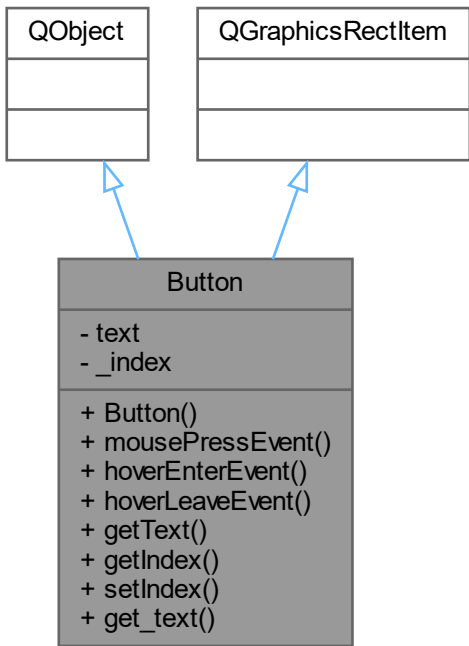 QObject
QGraphicsRectItem
Button
- text
- _index
+ Button()
+ mousePressEvent()
+ hoverEnterEvent()
+ hoverLeaveEvent()
+ getText()
+ getIndex()
+ setIndex()
+ get_text()